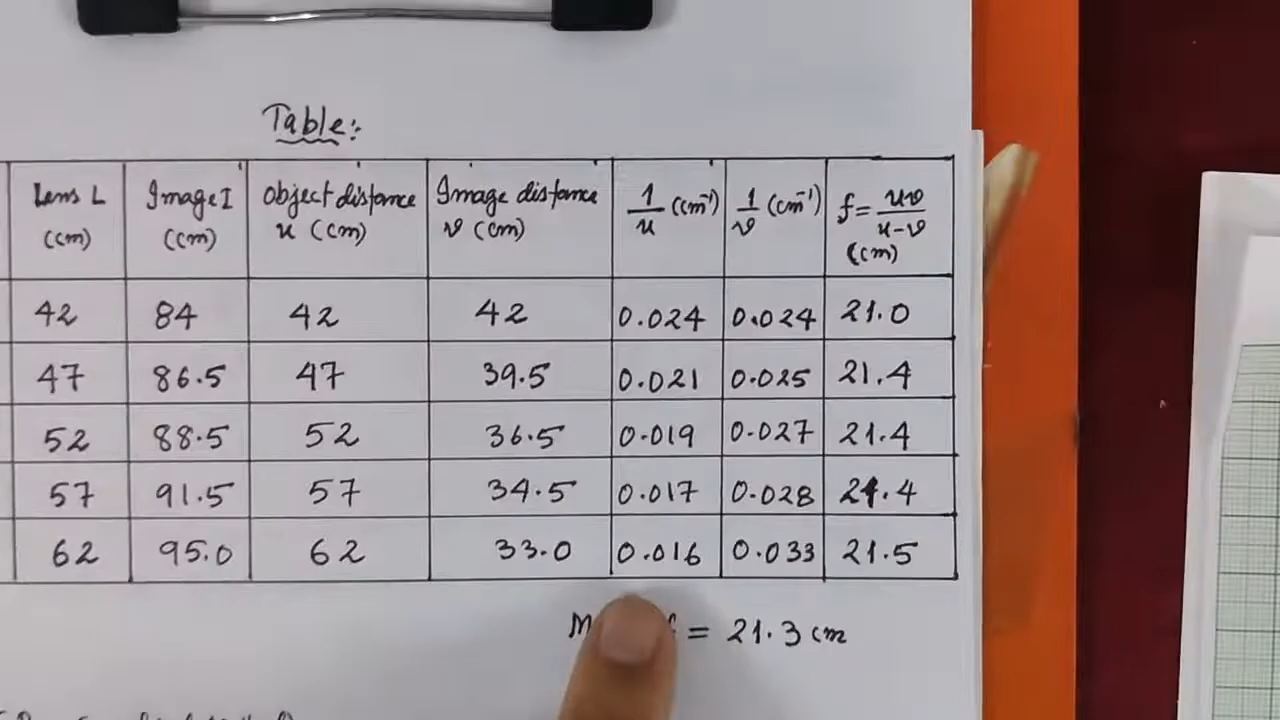 Table:
Lens L (cm) Image I (cm) Object distance u (cm) Image distance v (cm) 1/u (cm⁻¹) 1/v (cm⁻¹) f = uv/u-v (cm)
42 84 42 42 0.024 0.024 21.0
47 86.5 47 39.5 0.021 0.025 21.4
52 88.5 52 36.5 0.019 0.027 21.4
57 91.5 57 34.5 0.017 0.028 21.4
62 95.0 62 33.0 0.016 0.033 21.5
= 21.3 cm